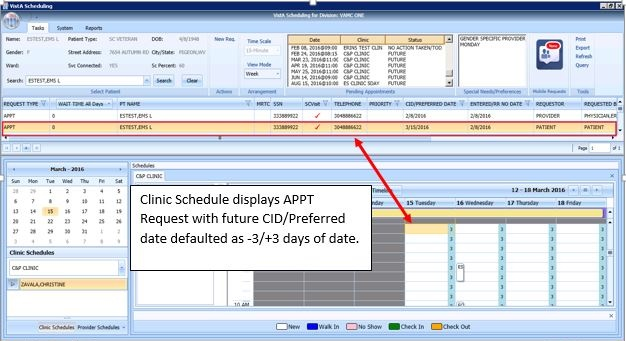 VistA Scheduling
VistA Scheduling for Division: VAMC ONE
Tasks System Reports
Name: ESTEST,EMS L Patient Type: SC VETERAN DOB: 4/8/1948
Gender: F Street Address: 7654 AUTUMN RD City/State: PIGEON,WV
Ward: Svc Connected: YES Sc Percent: 60
Search: ESTEST,EMS L Search Clear
Select Patient
New Req.
Actions
Time Scale
15-Minute
View Mode
Week
Arrangement
Date Clinic Status
FEB 08, 2016@09:00 ERINS TEST CLIN NO ACTION TAKEN/TOD
MAR 04, 2016@08:00 C&P CLINIC FUTURE
MAR 23, 2016@11:00 C&P CLINIC FUTURE
APR 19, 2016@11:00 C&P CLINIC FUTURE
MAY 25, 2016@11:00 C&P CLINIC FUTURE
JUN 14, 2016@09:00 C&P CLINIC FUTURE
AUG 15, 2016@10:00 ES CLINIC 5DAY FUTURE
Pending Appointments
GENDER SPECIFIC PROVIDER
MONDAY
Special Needs/Preferences
New
Mobile Requests
Print
Export
Refresh
Query
Tools
REQUEST TYPE WAIT TIME All Days PT NAME MRTC SSN SCvisit TELEPHONE PRIORITY CID/PREFERRED DATE ENTERED/RR NO DATE REQUESTOR REQUESTED B
APPT 0 ESTEST,EMS L 333889922 3048886622 2/8/2016 2/8/2016 PROVIDER PHYSICIAN,ER
APPT 0 ESTEST,EMS L 333889922 3048886622 3/15/2016 2/8/2016 PATIENT PATIENT
Page 1 of 1
March - 2016
Sun Mon Tue Wed Thu Fri Sat
28 29 1 2 3 4 5
6 7 8 9 10 11 12
13 14 15 16 17 18 19
20 21 22 23 24 25 26
27 28 29 30 31 1 2
3 4 5 6 7 8 9
Clinic Schedules
C&P CLINIC
ZAVALA,CHRISTINE
Clinic Schedules Provider Schedules
Schedules
C&P CLINIC
Timeline 12 - 18 March 2016
15 Tuesday 16 Wednesday 17 Thursday 18 Friday
Clinic Schedule displays APPT
Request with future CID/Preferred
date defaulted as -3/+3 days of date.
ES
10 AM
New Walk In No Show Check In Check Out